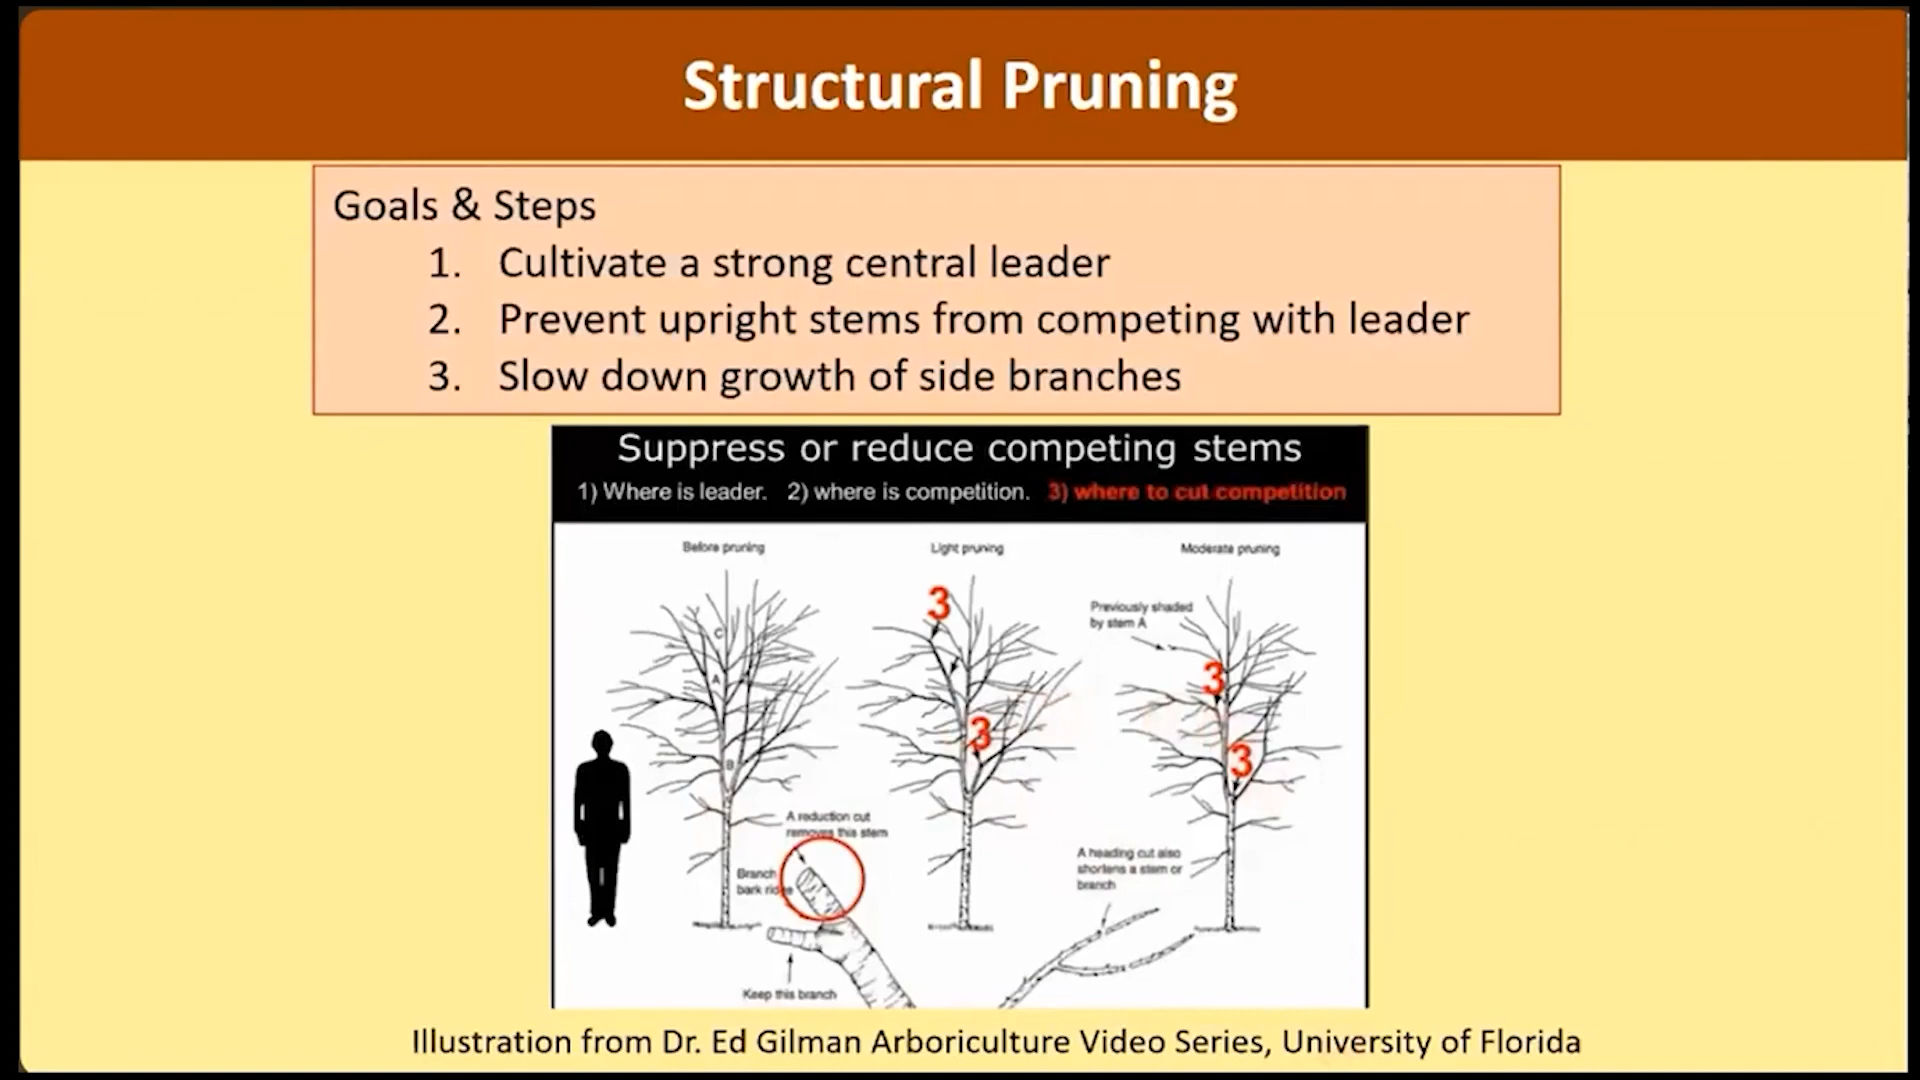 Structural Pruning
Goals & Steps
1. Cultivate a strong central leader
2. Prevent upright stems from competing with leader
3. Slow down growth of side branches
Suppress or reduce competing stems
1) Where is leader. 2) where is competition. 3) where to cut competition
Before pruning
Light pruning
Moderate pruning
3
Previously shaded
by stem A
C
A
3
3
B
3
A reduction cut
removes this stem
A heading cut also
shortens a stem or
branch
Branch
bark ridge
Keep this branch
Illustration from Dr. Ed Gilman Arboriculture Video Series, University of Florida